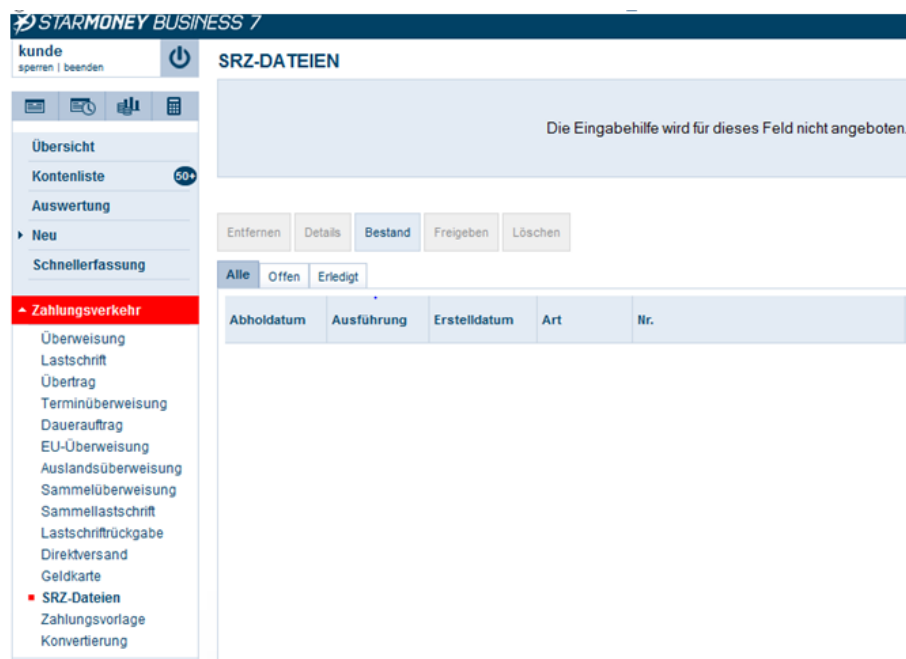 STARMONEY BUSINESS 7
kunde
sperren | beenden
SRZ-DATEIEN
Die Eingabehilfe wird für dieses Feld nicht angeboten.
Übersicht
Kontenliste 50+
Auswertung
Neu
Schnellerfassung
Entfernen Details Bestand Freigeben Löschen
Alle Offen Erledigt
Abholdatum Ausführung Erstelldatum Art Nr.
Zahlungsverkehr
Überweisung
Lastschrift
Übertrag
Terminüberweisung
Dauerauftrag
EU-Überweisung
Auslandsüberweisung
Sammelüberweisung
Sammellastschrift
Lastschriftrückgabe
Direktversand
Geldkarte
SRZ-Dateien
Zahlungsvorlage
Konvertierung